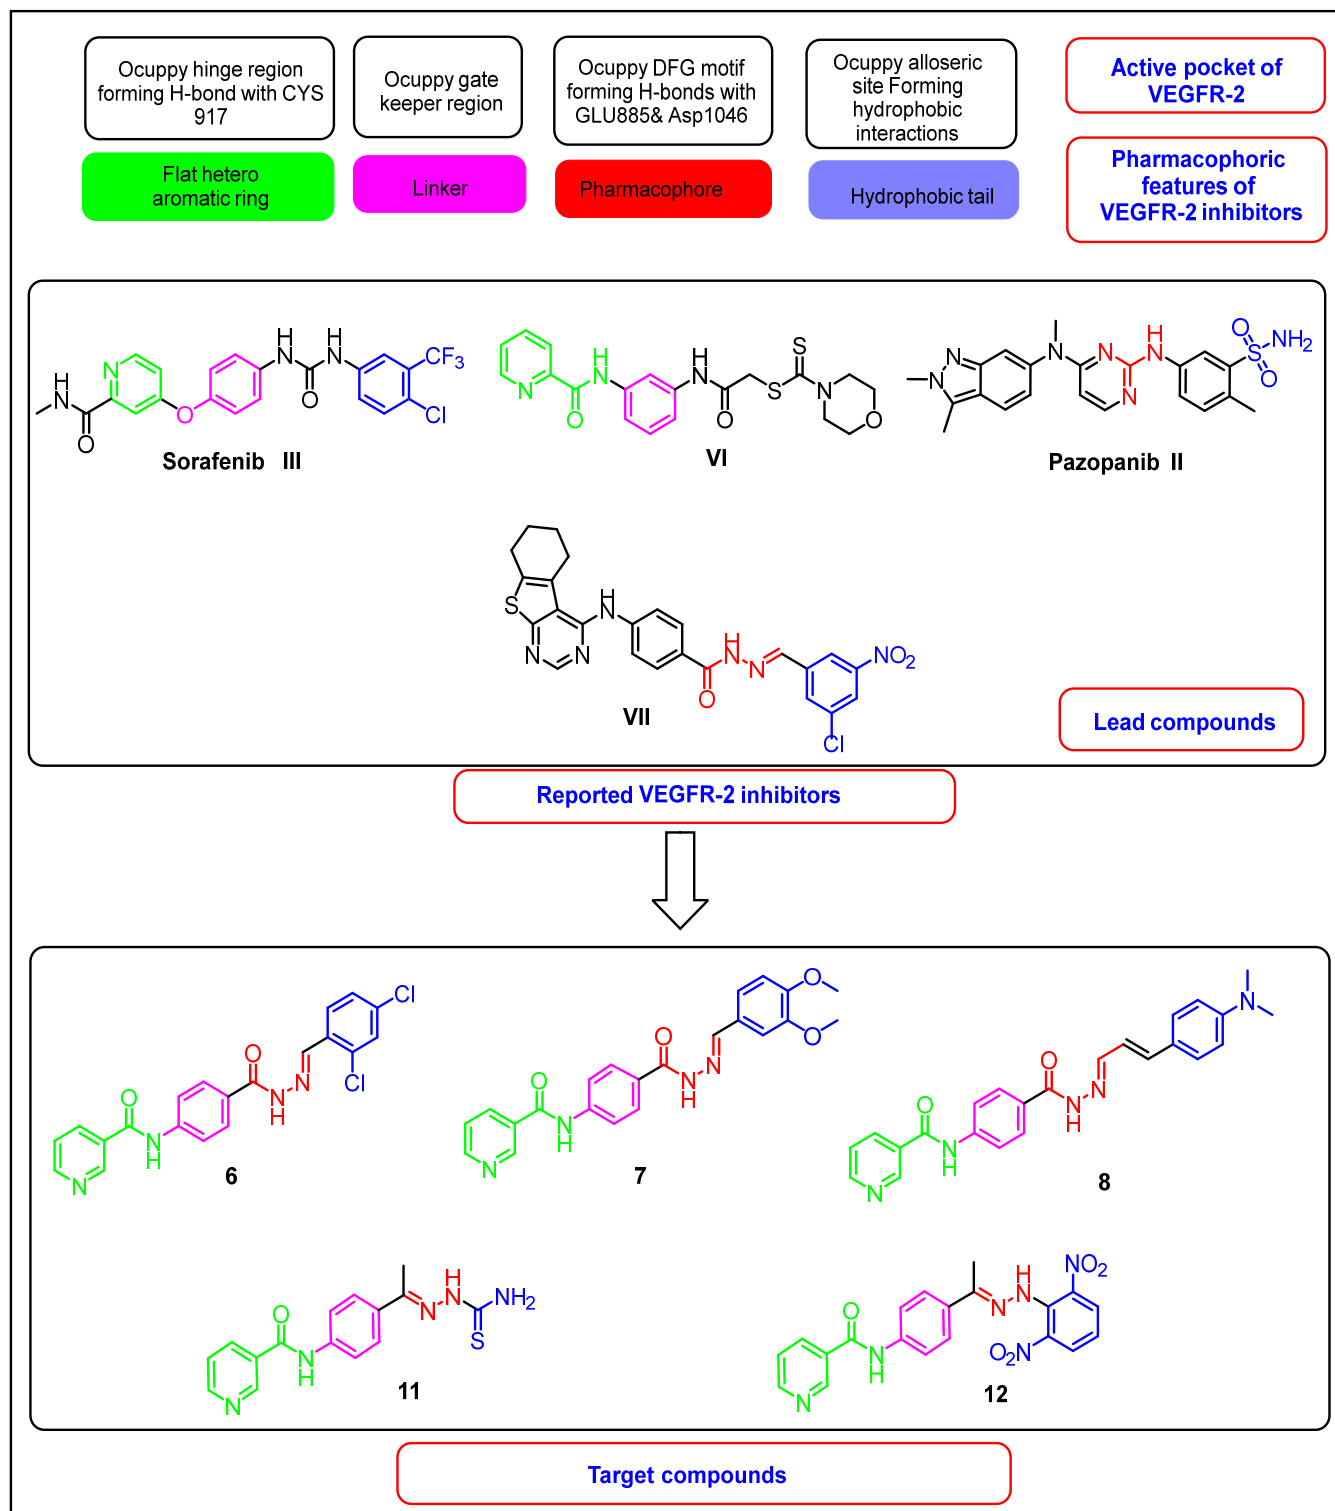 Ocuppy hinge region
forming H-bond with CYS
917
Ocuppy gate
keeper region
Ocuppy DFG motif
forming H-bonds with
GLU885& Asp1046
Ocuppy alloseric
site Forming
hydrophobic
interactions
Active pocket of
VEGFR-2
Flat hetero
aromatic ring
Linker
Pharmacophore
Hydrophobic tail
Pharmacophoric
features of
VEGFR-2 inhibitors
H
N
O
N
O
H
N
O
H
N
CF3
Cl
Sorafenib III
N
O
H
N
H
N
O
S
S
N
O
VI
N
N
N
N
N
H
N
O
S
O
NH2
Pazopanib II
S
N
N
H
N
O
H
N
N
NO2
Cl
VII
Lead compounds
Reported VEGFR-2 inhibitors
N
O
N
H
O
N
H
N
Cl
Cl
6
N
O
N
H
O
N
H
N
O
O
7
N
O
N
H
O
N
H
N
N
8
N
O
N
H
N
H
N
S
NH2
11
N
O
N
H
N
H
N
NO2
O2N
12
Target compounds